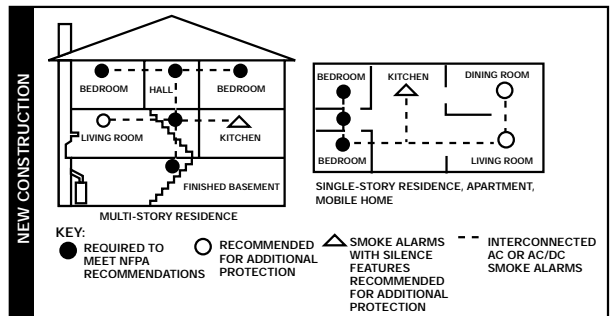 NEW CONSTRUCTION
BEDROOM
HALL
BEDROOM
LIVING ROOM
KITCHEN
FINISHED BASEMENT
MULTI-STORY RESIDENCE
BEDROOM
KITCHEN
DINING ROOM
BEDROOM
LIVING ROOM
SINGLE-STORY RESIDENCE, APARTMENT,
MOBILE HOME
KEY:
REQUIRED TO
MEET NFPA
RECOMMENDATIONS
RECOMMENDED
FOR ADDITIONAL
PROTECTION
SMOKE ALARMS
WITH SILENCE
FEATURES
RECOMMENDED
FOR ADDITIONAL
PROTECTION
INTERCONNECTED
AC OR AC/DC
SMOKE ALARMS